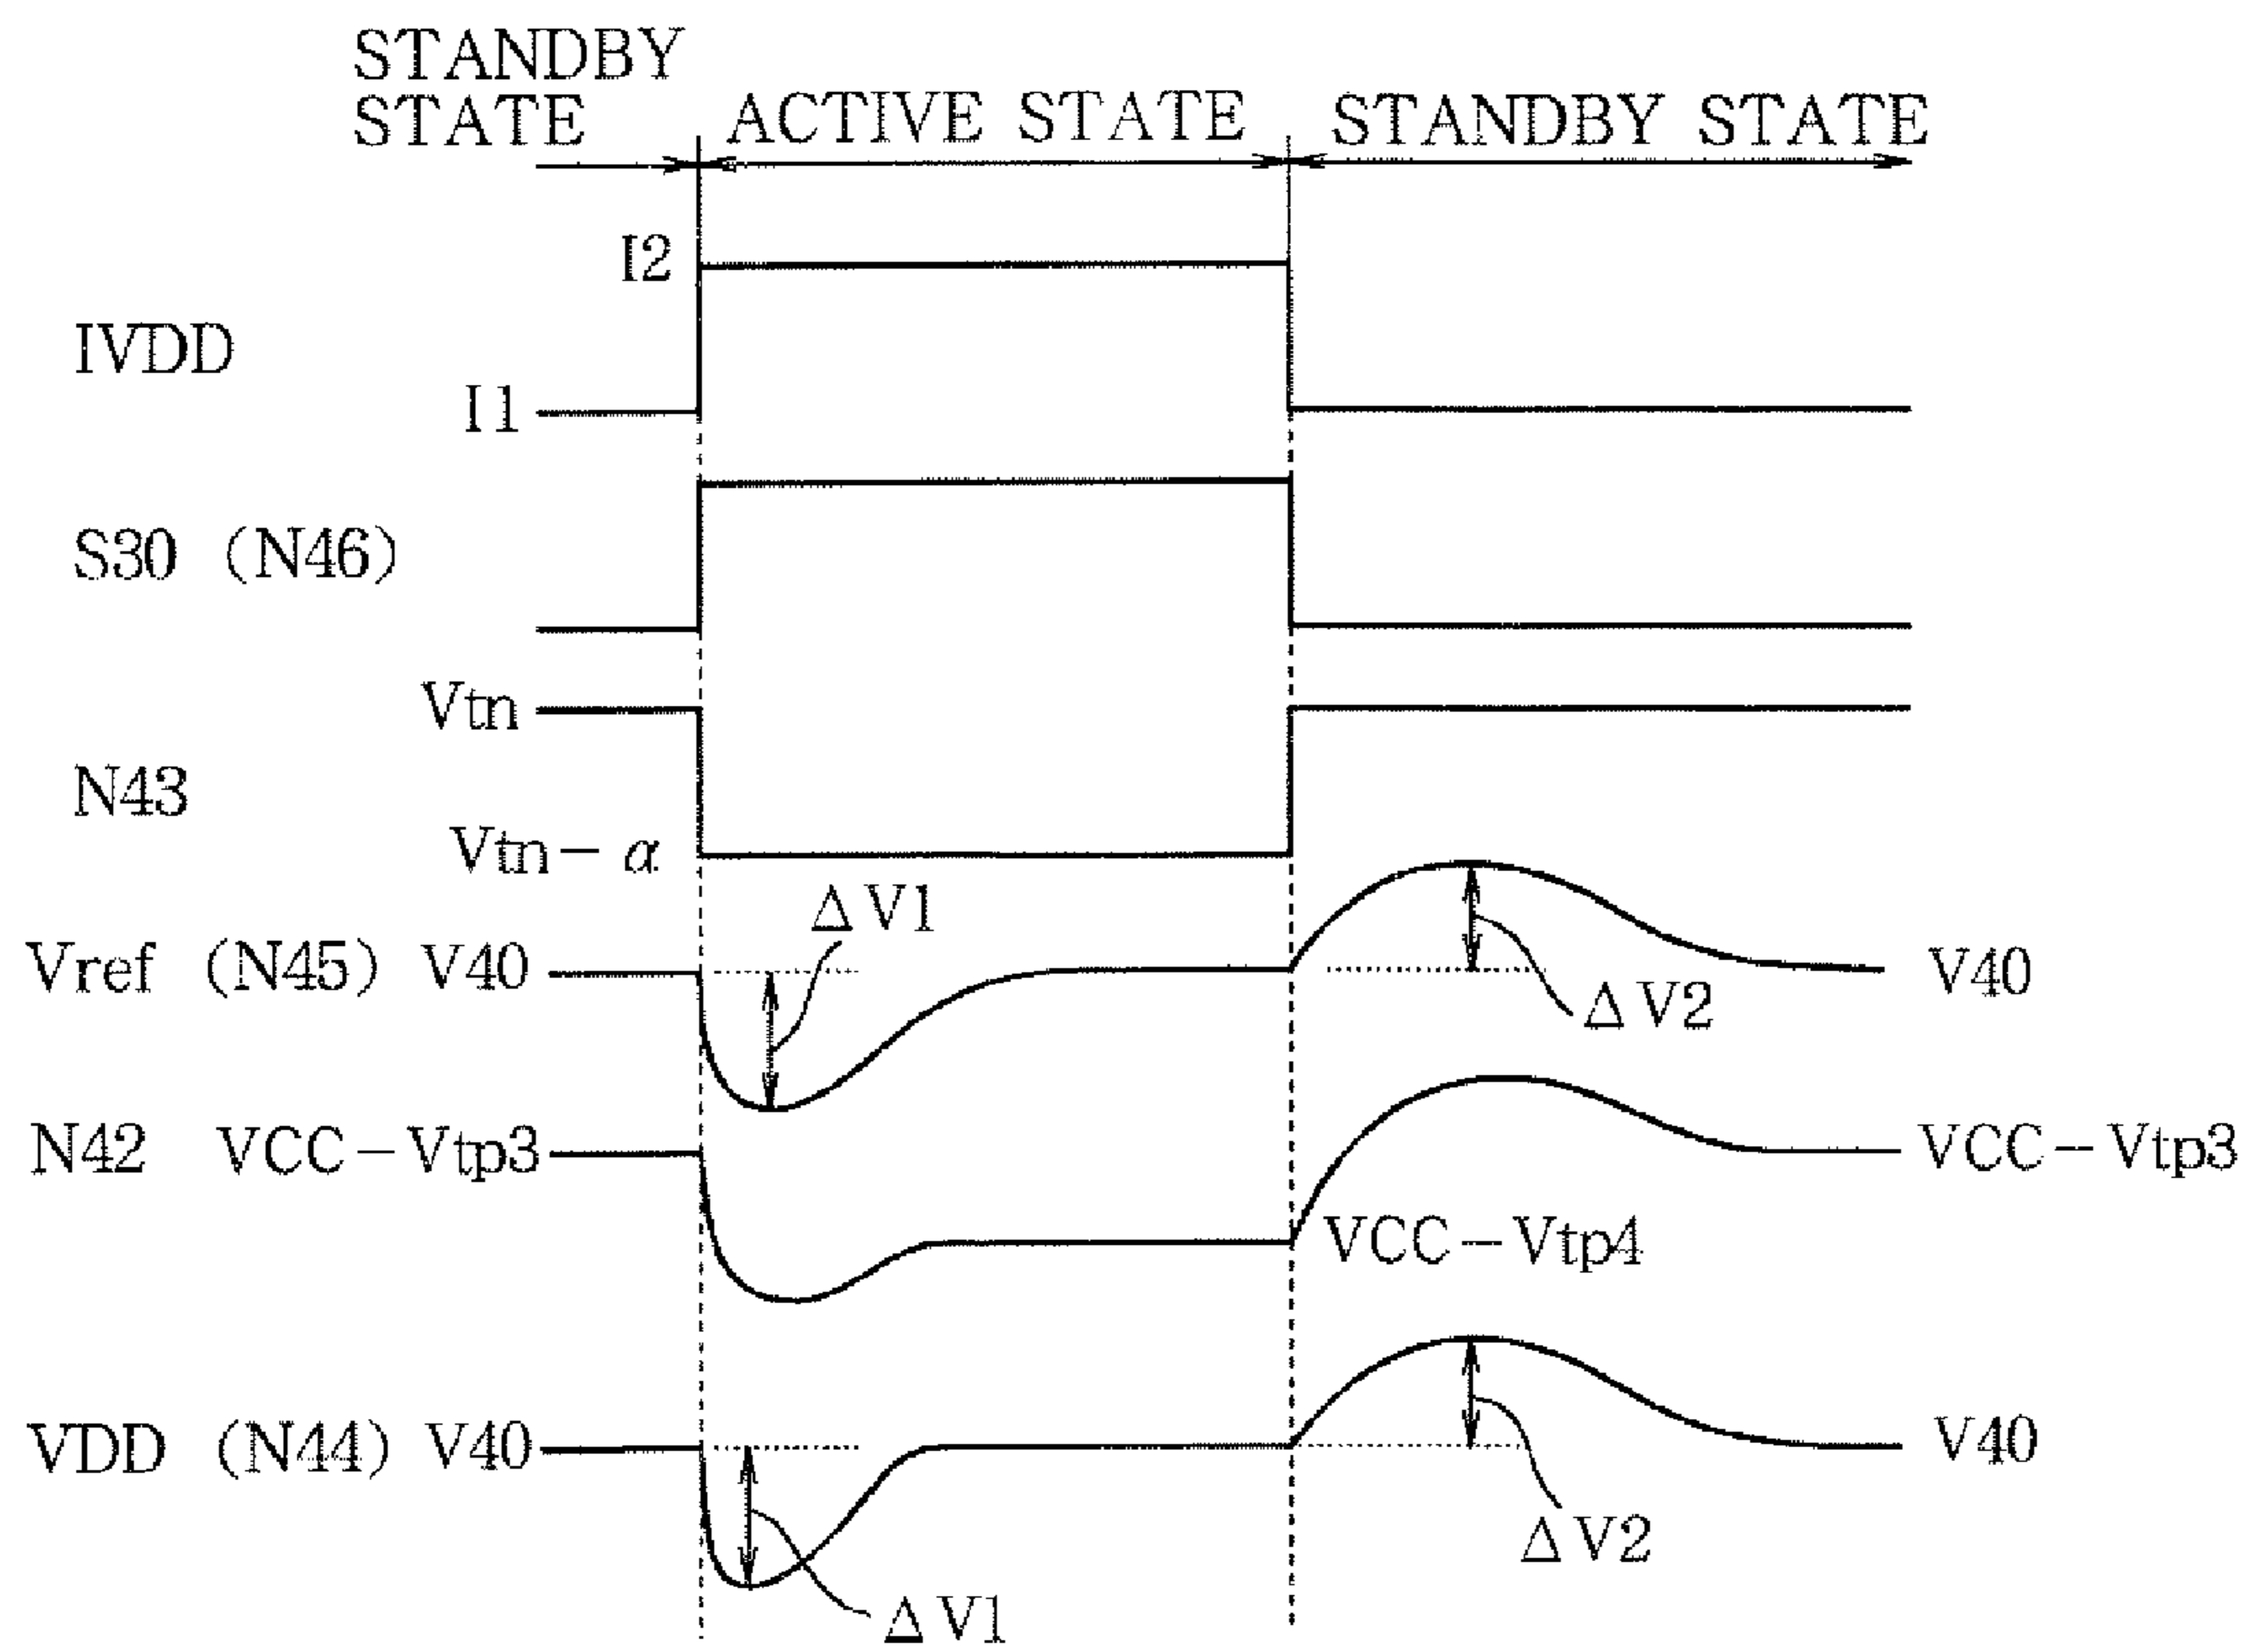 STANDBY
STATE
ACTIVE STATE
STANDBY STATE
I2
IVDD
I1
S30 (N46)
Vtn
N43
Vtn－α
ΔV1
Vref (N45) V40
V40
ΔV2
N42 VCC－Vtp3
VCC－Vtp3
VCC－Vtp4
VDD (N44) V40
V40
ΔV2
ΔV1